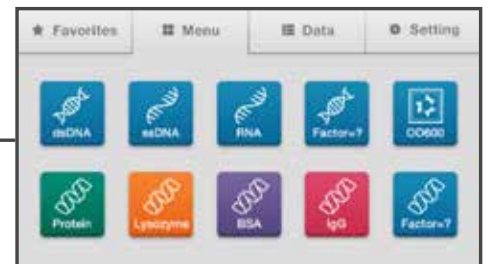 Favorites Menu Data Setting
dsDNA ssDNA RNA Factor=? OD600
Protein Lysozyme BSA IgG Factor=?